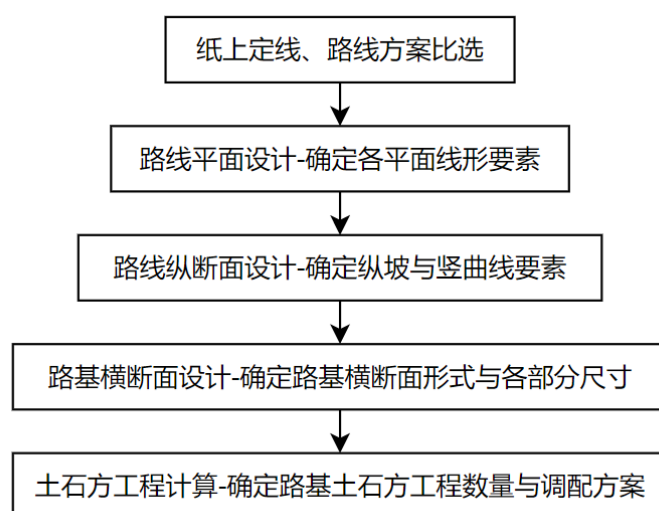 纸上定线、路线方案比选
路线平面设计-确定各平面线形要素
路线纵断面设计-确定纵坡与竖曲线要素
路基横断面设计-确定路基横断面形式与各部分尺寸
土石方工程计算-确定路基土石方工程数量与调配方案